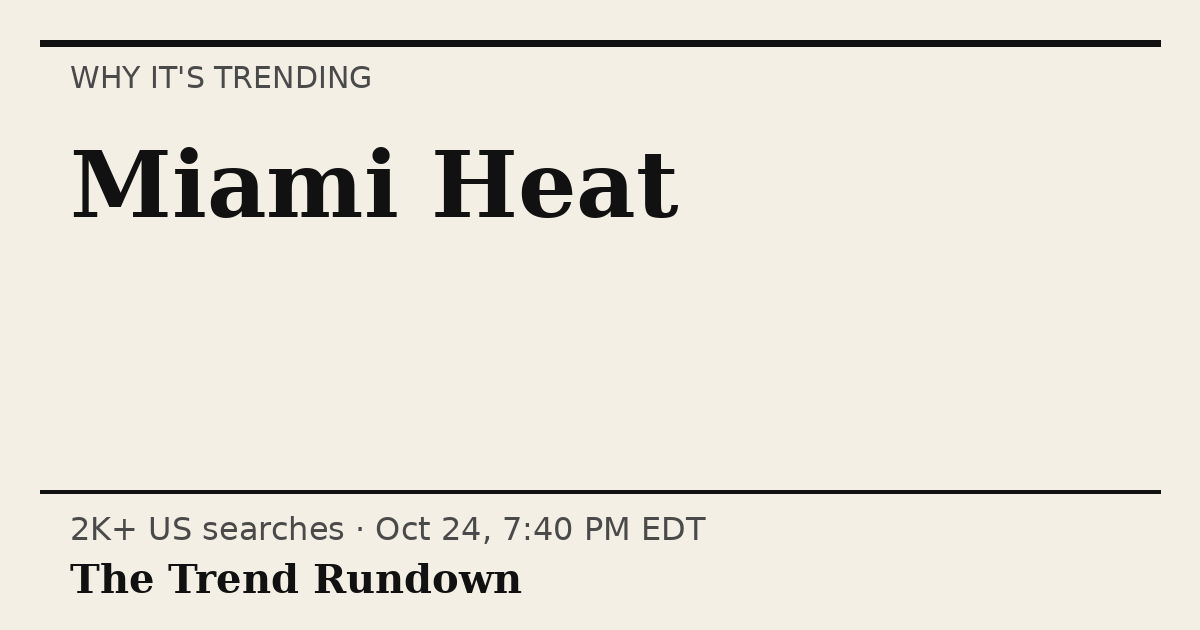 WHY IT'S TRENDING
Miami Heat
2K+ US searches · Oct 24, 7:40 PM EDT
The Trend Rundown